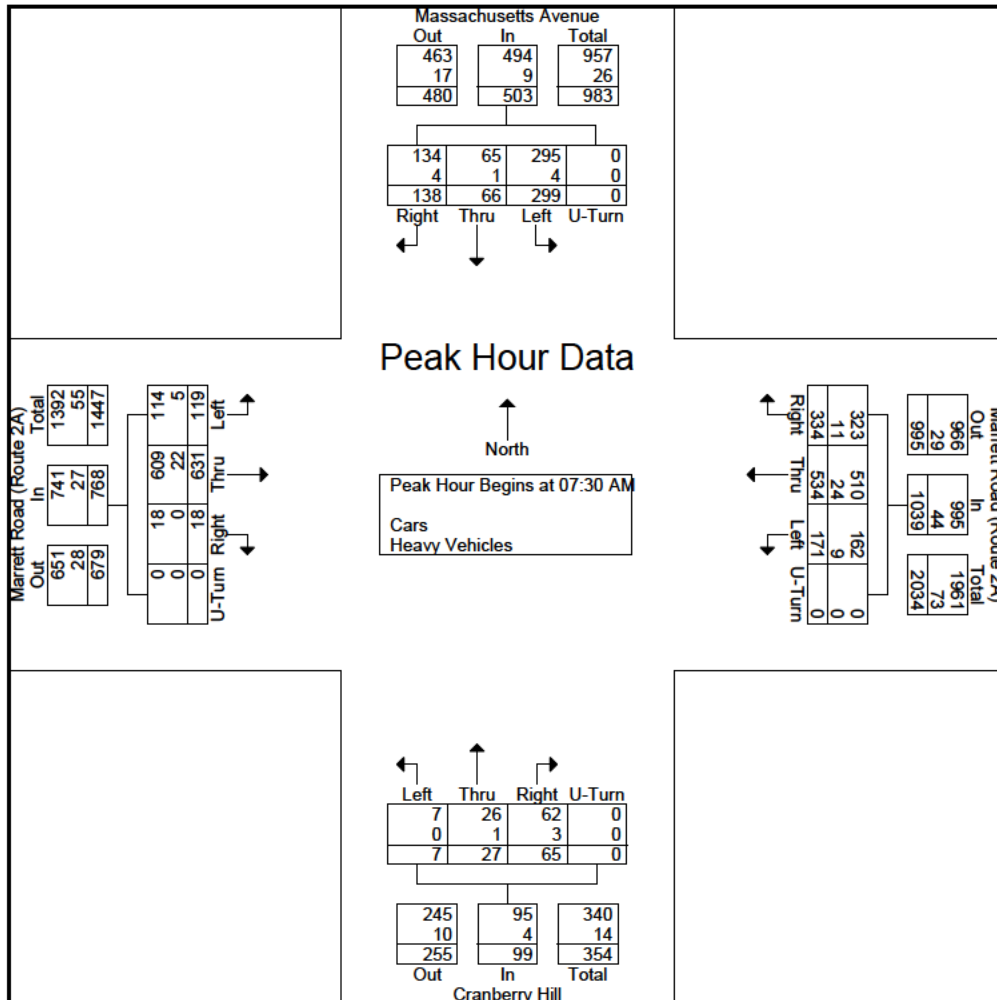 Massachusetts Avenue
Out In Total
463 494 957
17 9 26
480 503 983
134 65 295 0
4 1 4 0
138 66 299 0
Right Thru Left U-Turn
Peak Hour Data
North
Peak Hour Begins at 07:30 AM
Cars
Heavy Vehicles
Marrett Road (Route 2A)
Out In Total
651 741 1392
28 27 55
679 768 1447
0 18 609 114
0 0 22 5
0 18 631 119
U-Turn Right Thru Left
Marrett Road (Route 2A)
Out In Total
966 995 1961
29 44 73
995 1039 2034
323 510 162 0
11 24 9 0
334 534 171 0
Right Thru Left U-Turn
Left Thru Right U-Turn
7 26 62 0
0 1 3 0
7 27 65 0
245 95 340
10 4 14
255 99 354
Out In Total
Cranberry Hill